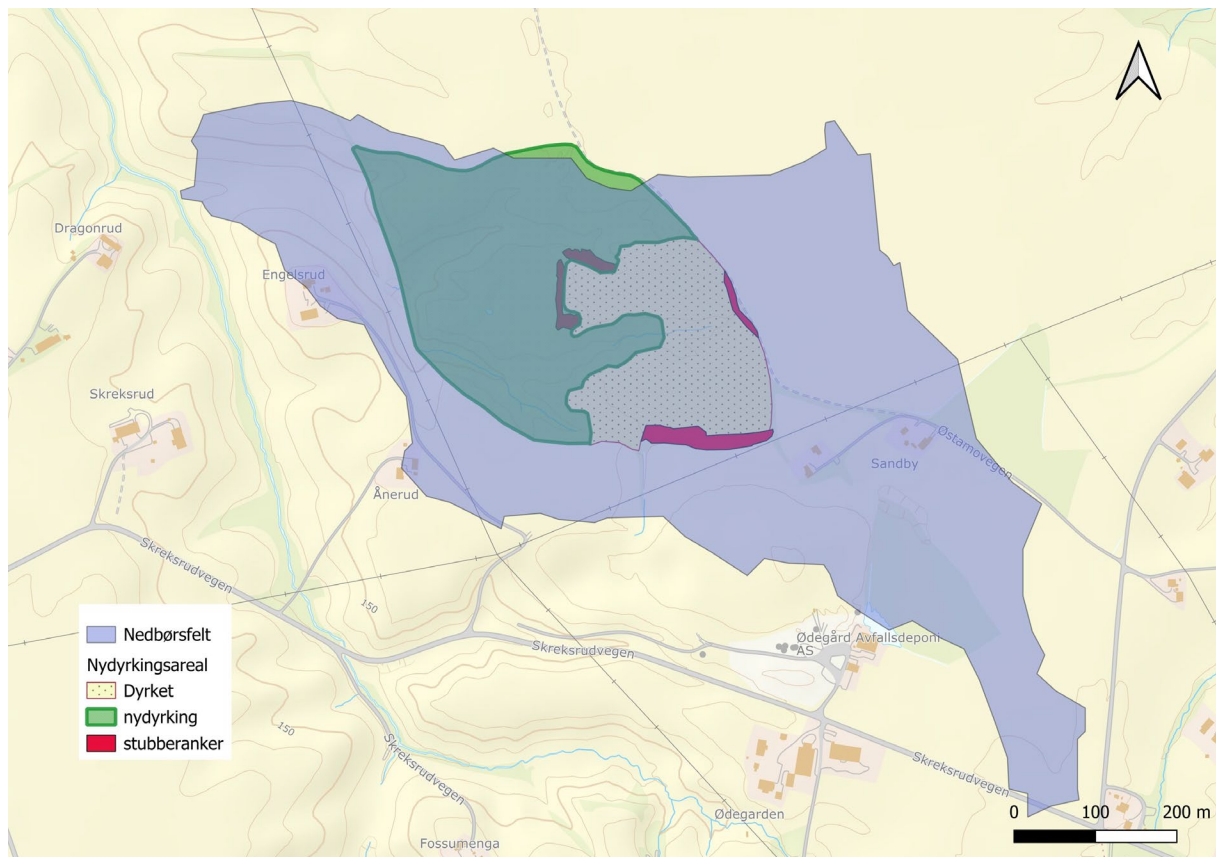 Dragonrud
Engelsrud
Skreksrud
Ånerud
Sandby
Østamovegen
Skreksrudvegen
150
Nedbørsfelt
Nydyrkingsareal
Dyrket
nydyrking
stubberanker
Skreksrudvegen
Ødegård Avfallsdeponi
AS
150
Skreksrudvegen
Skreksrudvegen
Ødegarden
Fossumenga
0 100 200 m